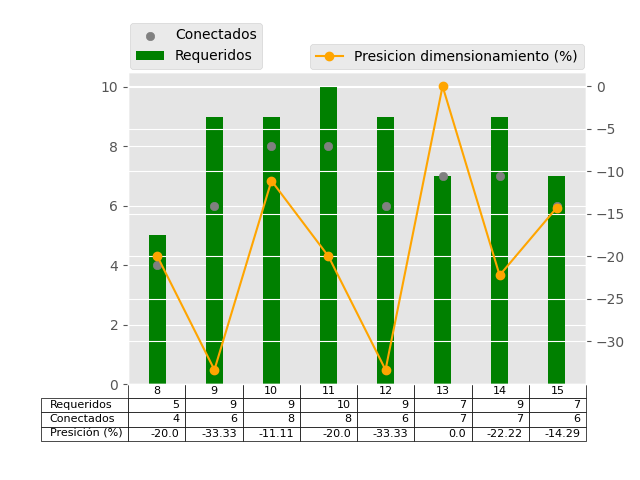 Conectados
Requeridos
Presicion dimensionamiento (%)
10
8
6
4
2
0
0
−5
−10
−15
−20
−25
−30
8 9 10 11 12 13 14 15
Requeridos 5 9 9 10 9 7 9 7
Conectados 4 6 8 8 6 7 7 6
Presición (%) -20.0 -33.33 -11.11 -20.0 -33.33 0.0 -22.22 -14.29